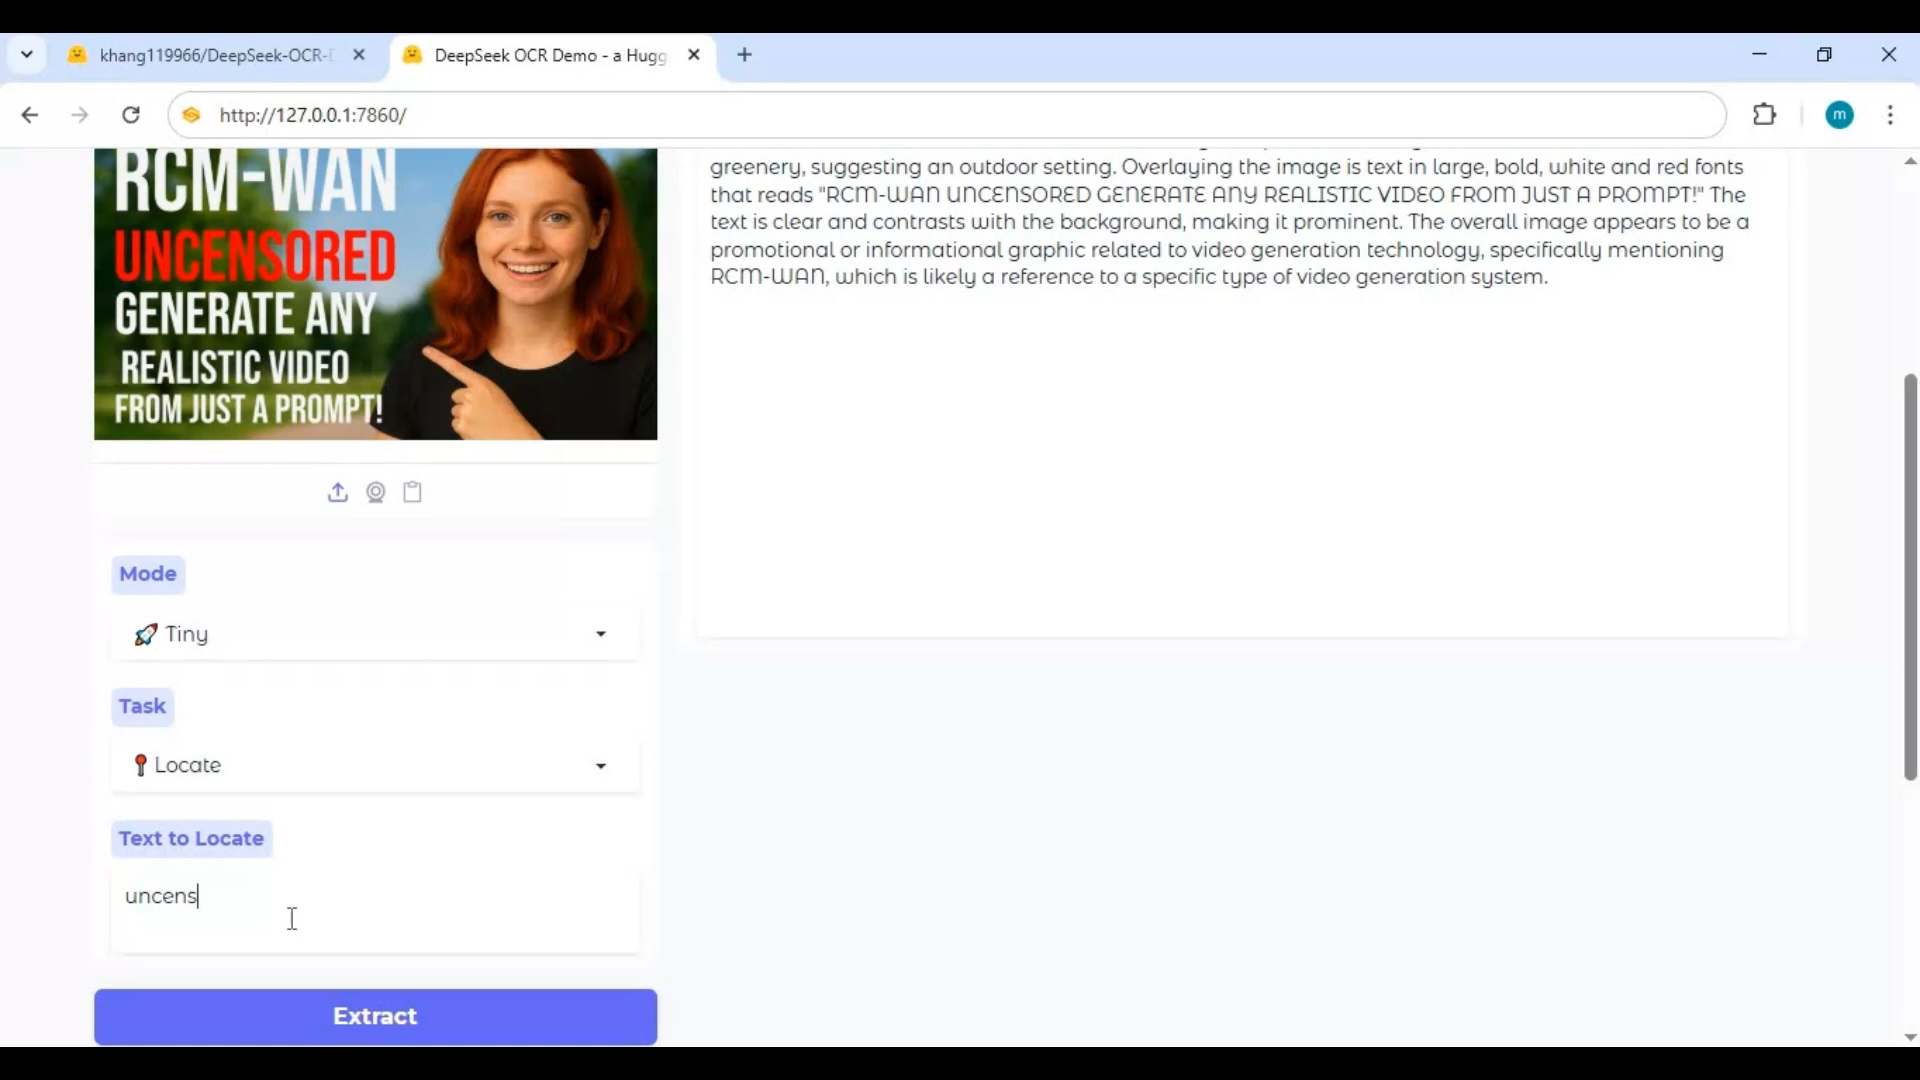 khang119966/DeepSeek-OCR-D
DeepSeek OCR Demo - a Hugg
http://127.0.0.1:7860/
m
RCM-WAN
UNCENSORED
GENERATE ANY
REALISTIC VIDEO
FROM JUST A PROMPT!
greenery, suggesting an outdoor setting. Overlaying the image is text in large, bold, white and red fonts
that reads "RCM-WAN UNCENSORED GENERATE ANY REALISTIC VIDEO FROM JUST A PROMPT!" The
text is clear and contrasts with the background, making it prominent. The overall image appears to be a
promotional or informational graphic related to video generation technology, specifically mentioning
RCM-WAN, which is likely a reference to a specific type of video generation system.
Mode
Tiny
Task
Locate
Text to Locate
uncens
Extract